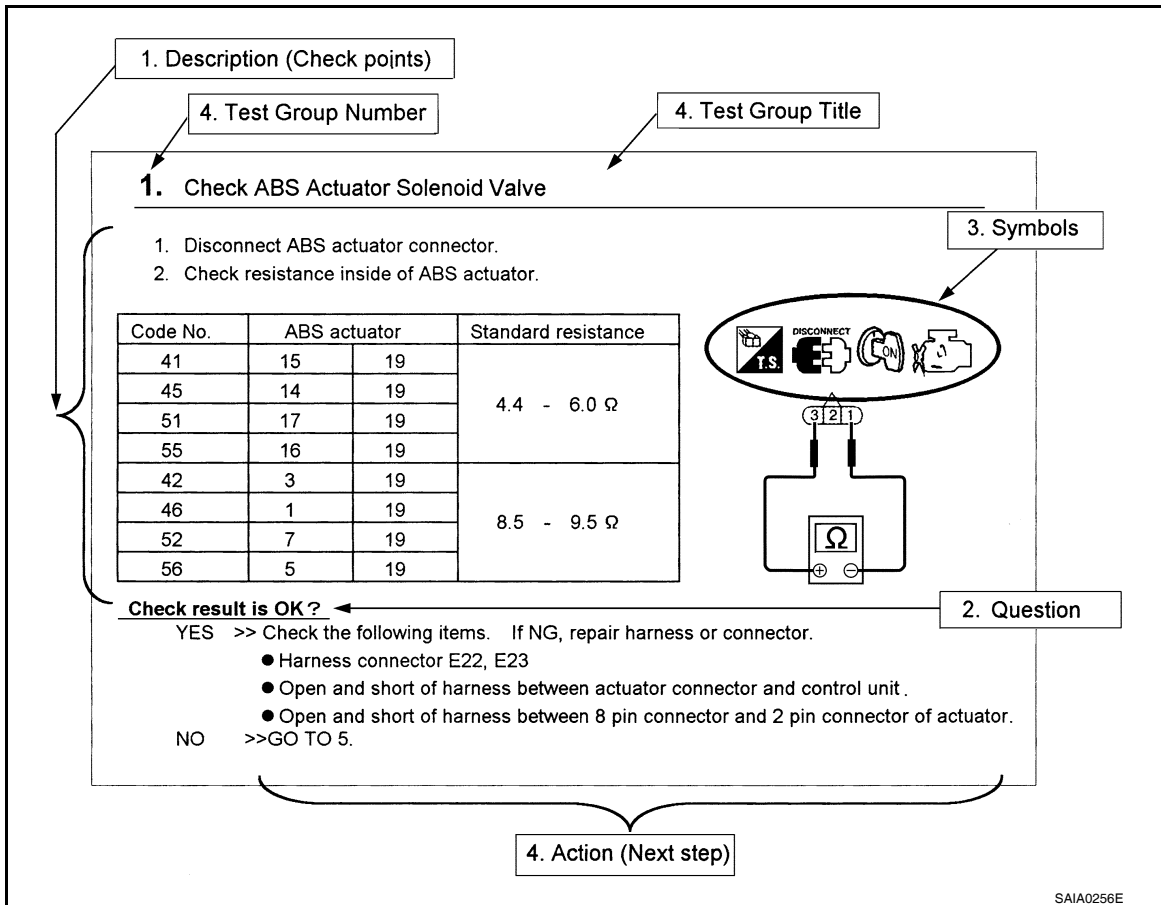 1. Description (Check points)
4. Test Group Number
4. Test Group Title
1. Check ABS Actuator Solenoid Valve
3. Symbols
1. Disconnect ABS actuator connector.
2. Check resistance inside of ABS actuator.
Code No. ABS actuator Standard resistance
41 15 19
45 14 19
4.4 - 6.0 Ω
51 17 19
55 16 19
42 3 19
46 1 19
8.5 - 9.5 Ω
52 7 19
56 5 19
T.S. DISCONNECT ON
3 2 1
Ω
⊕ ⊖
Check result is OK?
2. Question
YES >> Check the following items. If NG, repair harness or connector.
● Harness connector E22, E23
● Open and short of harness between actuator connector and control unit.
● Open and short of harness between 8 pin connector and 2 pin connector of actuator.
NO >>GO TO 5.
4. Action (Next step)
SAIA0256E